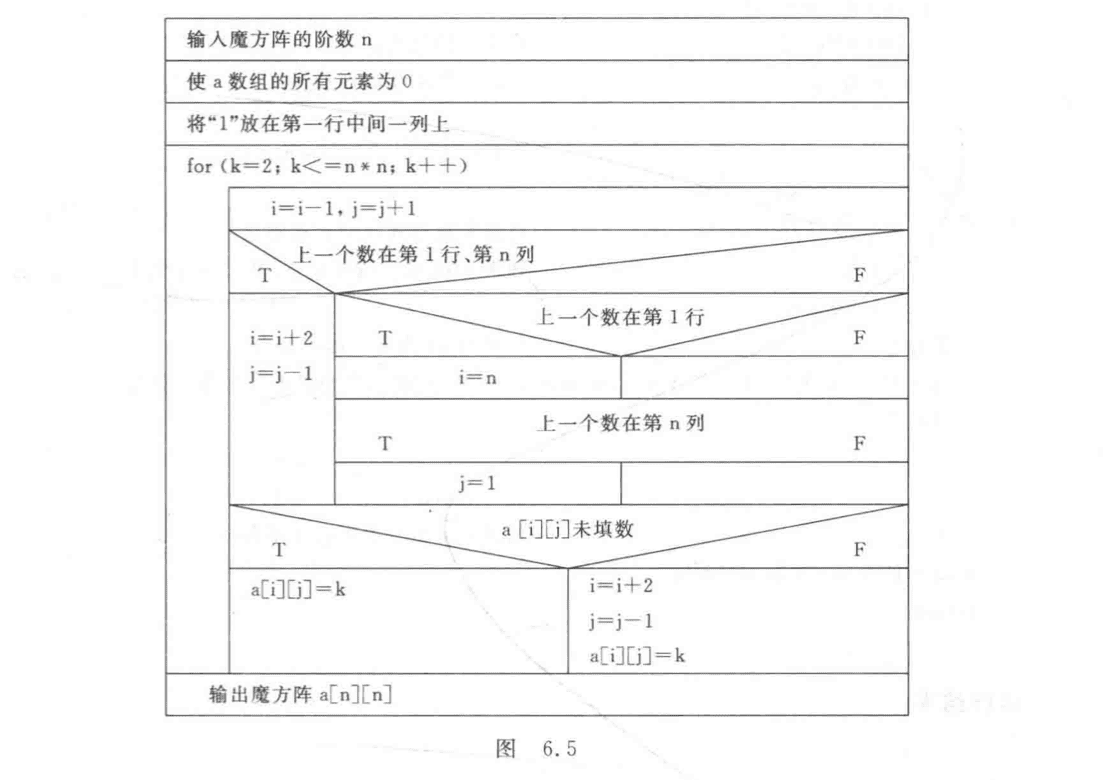 输入魔方阵的阶数 n
使 a 数组的所有元素为 0
将“1”放在第一行中间一列上
for (k=2; k<=n*n; k++)
i=i-1, j=j+1
上一个数在第 1 行、第 n 列
T
F
i=i+2
j=j-1
上一个数在第 1 行
T
F
i=n
上一个数在第 n 列
T
F
j=1
a[i][j]未填数
T
F
a[i][j]=k
i=i+2
j=j-1
a[i][j]=k
输出魔方阵 a[n][n]
图 6.5